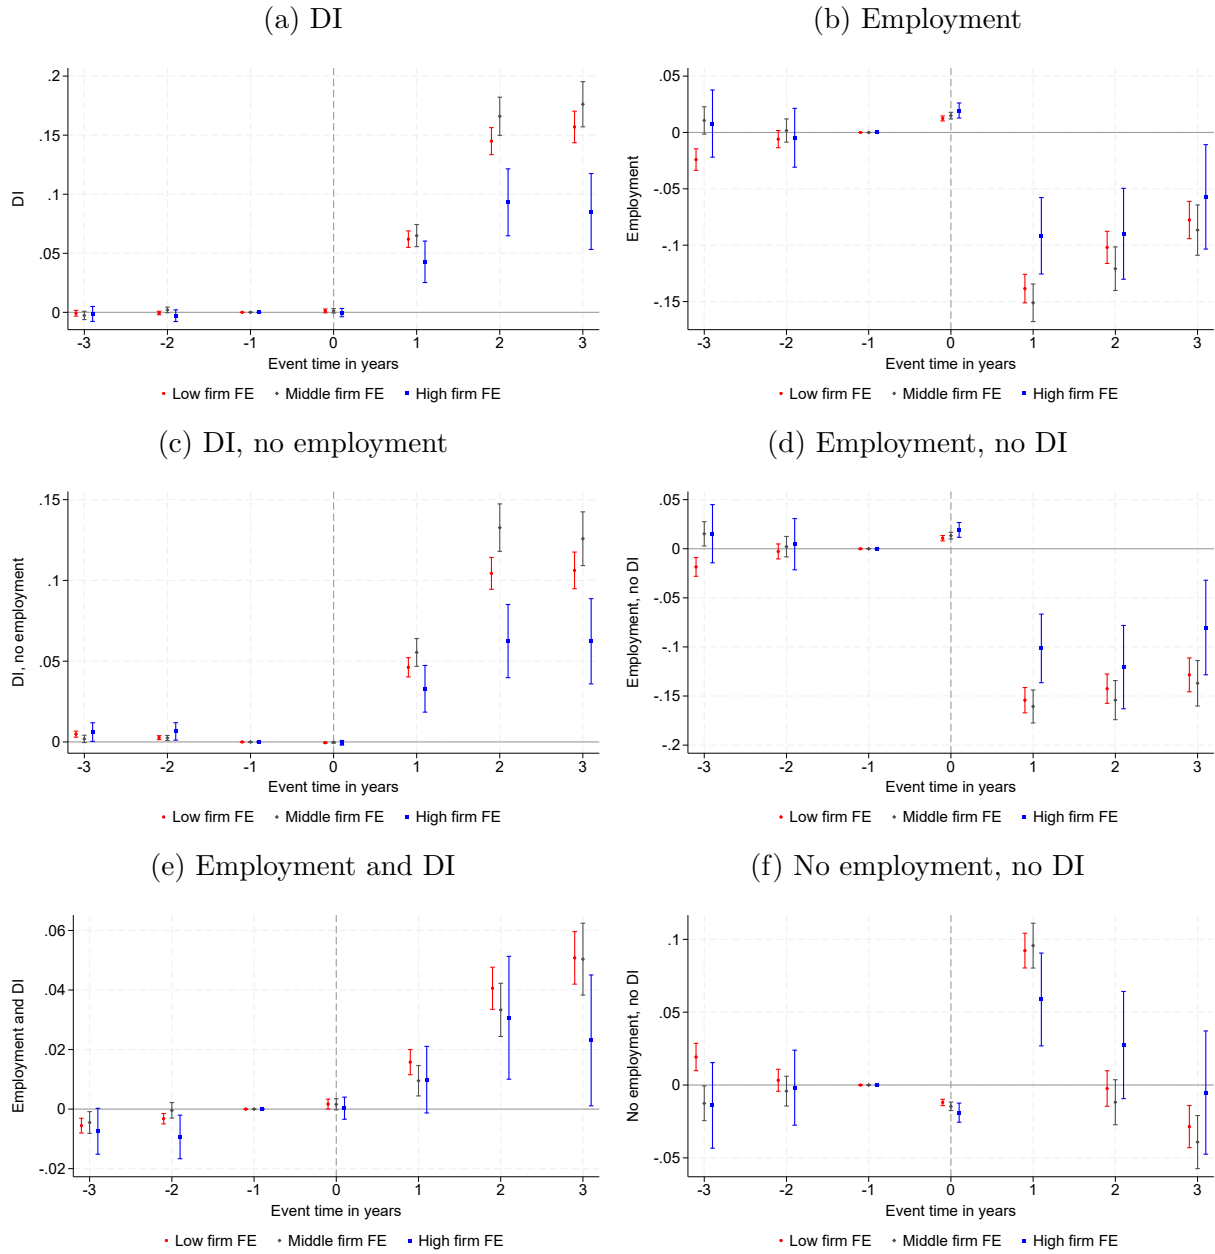 (a) DI
.2
.15
.1
.05
0
DI
-3 -2 -1 0 1 2 3
Event time in years
Low firm FE Middle firm FE High firm FE
(b) Employment
.05
0
-.05
-.1
-.15
Employment
-3 -2 -1 0 1 2 3
Event time in years
Low firm FE Middle firm FE High firm FE
(c) DI, no employment
.15
.1
.05
0
DI, no employment
-3 -2 -1 0 1 2 3
Event time in years
Low firm FE Middle firm FE High firm FE
(d) Employment, no DI
.05
0
-.05
-.1
-.15
-.2
Employment, no DI
-3 -2 -1 0 1 2 3
Event time in years
Low firm FE Middle firm FE High firm FE
(e) Employment and DI
.06
.04
.02
0
-.02
Employment and DI
-3 -2 -1 0 1 2 3
Event time in years
Low firm FE Middle firm FE High firm FE
(f) No employment, no DI
.1
.05
0
-.05
No employment, no DI
-3 -2 -1 0 1 2 3
Event time in years
Low firm FE Middle firm FE High firm FE